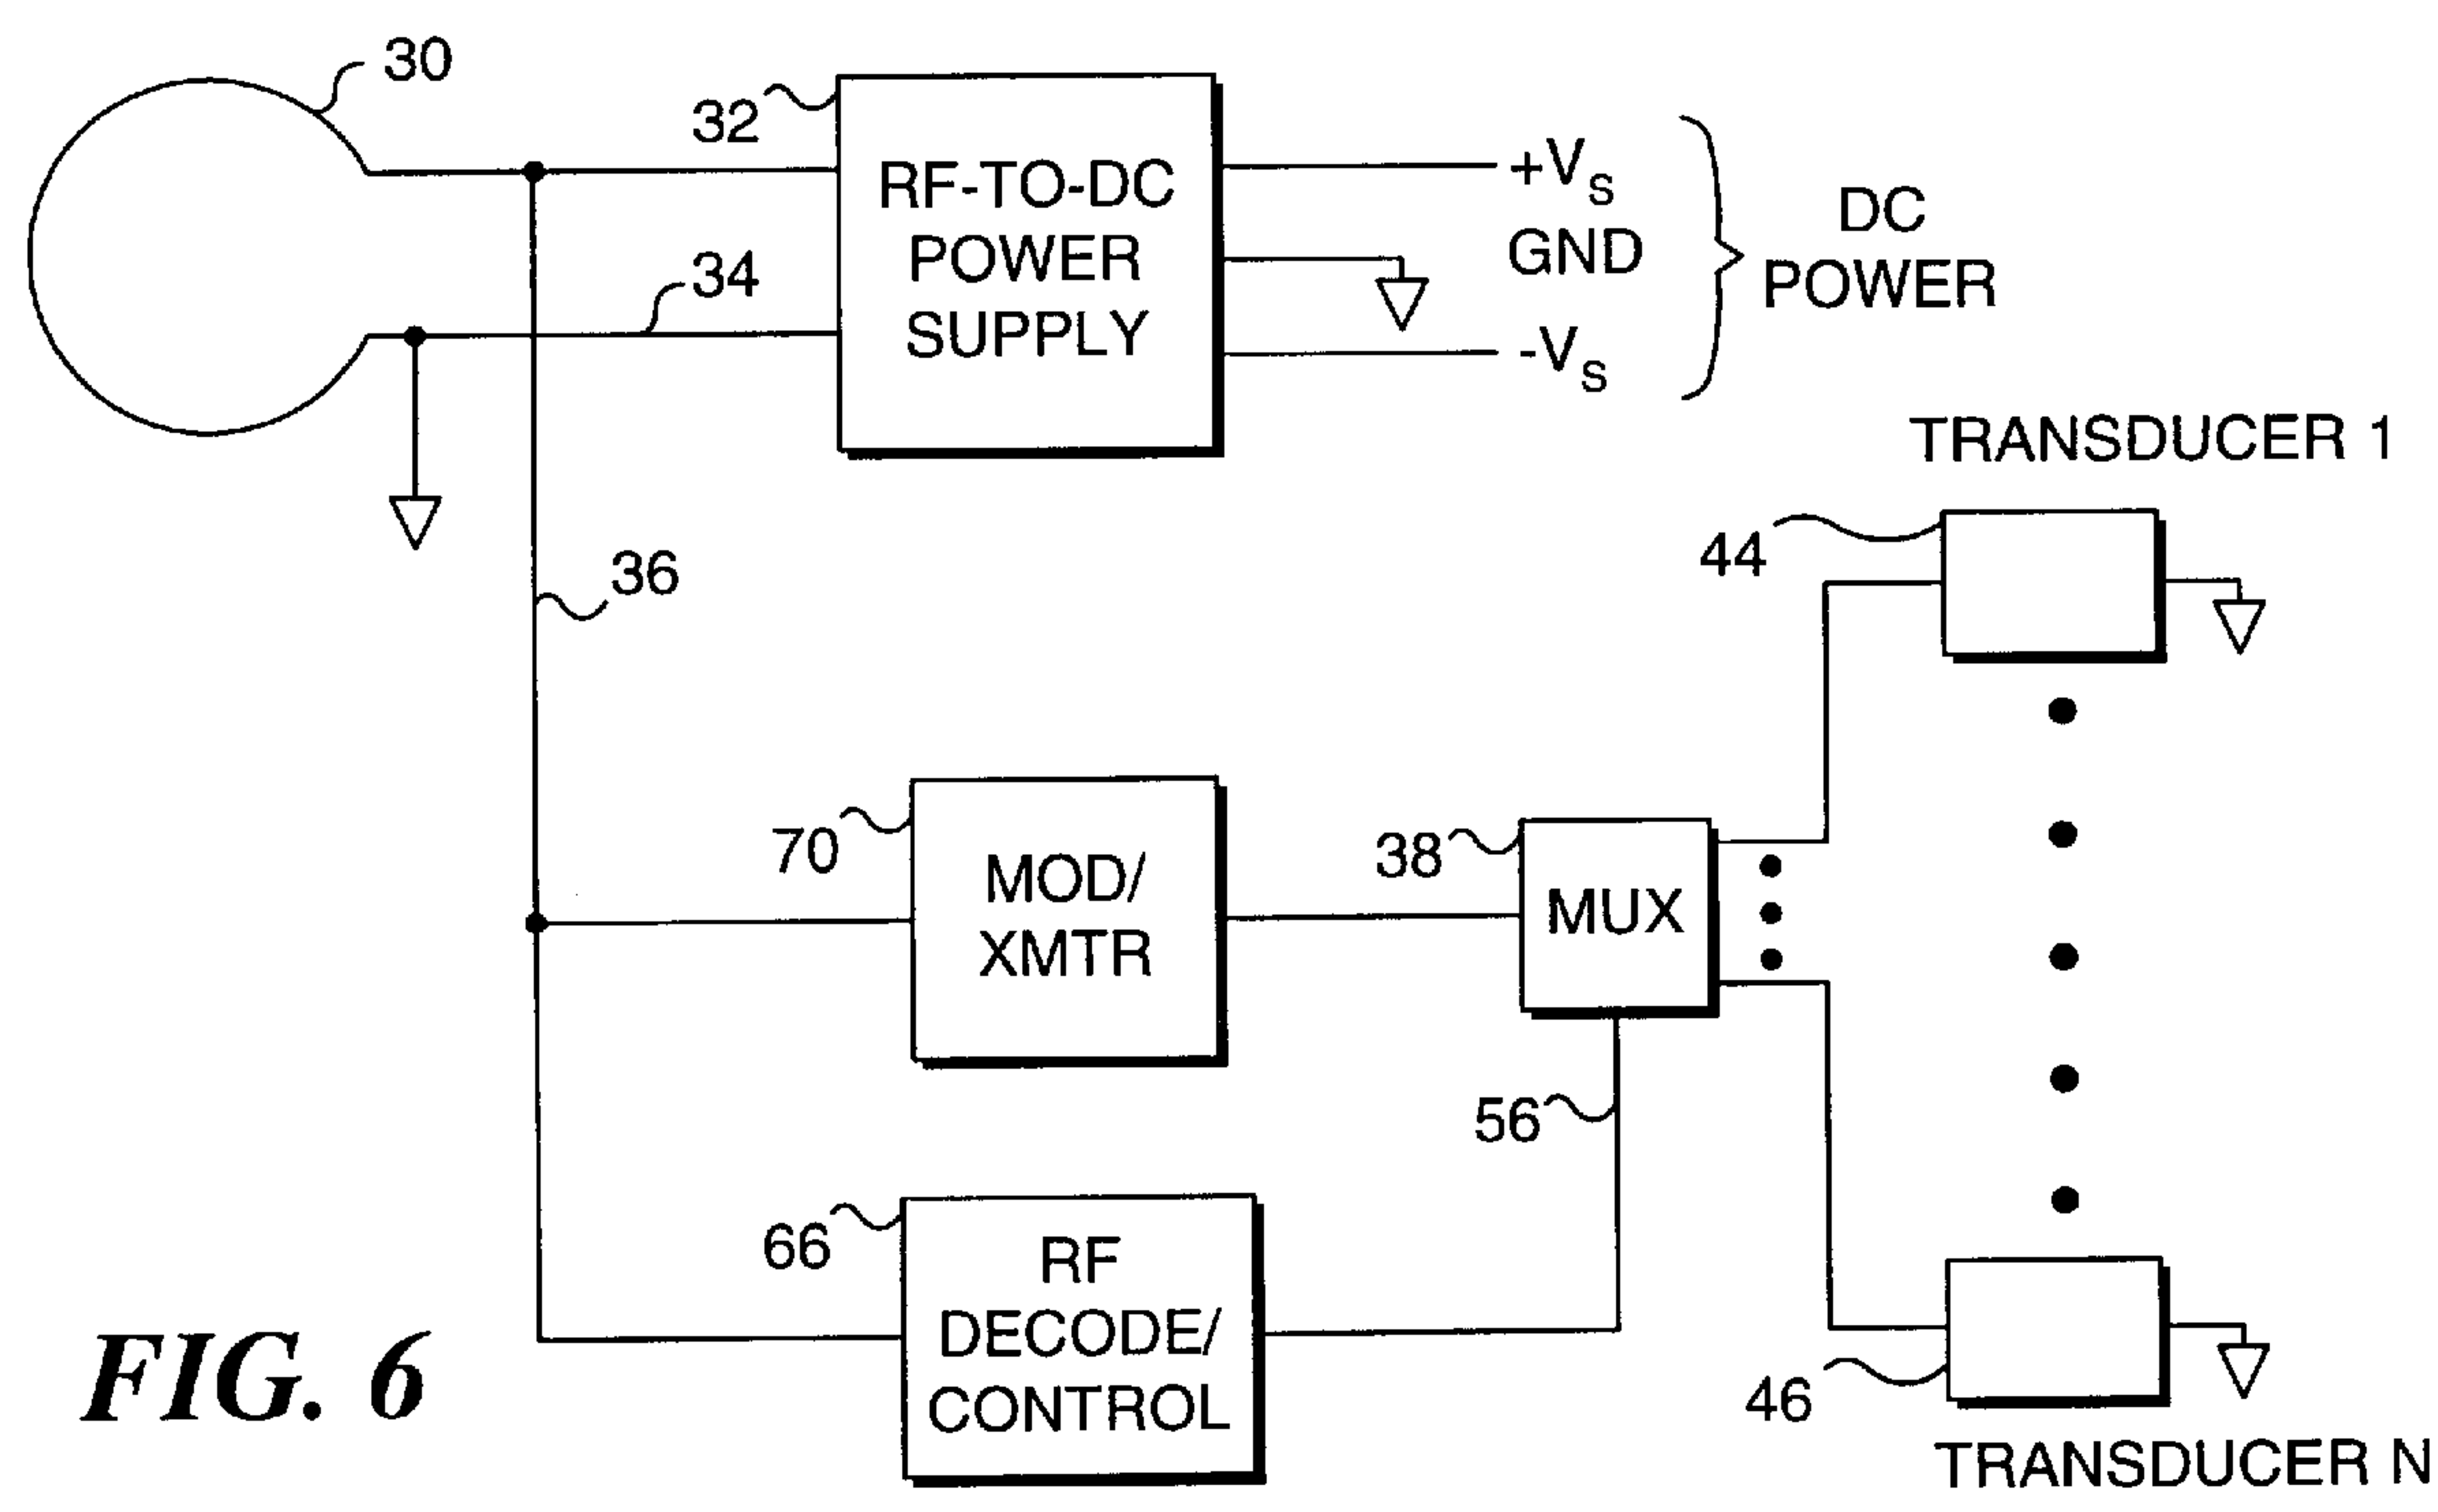 30
32
RF-TO-DC
POWER
SUPPLY
+VS
GND
-VS
DC
POWER
34
36
TRANSDUCER 1
44
70
MOD/
XMTR
38
MUX
56
66
RF
DECODE/
CONTROL
46
TRANSDUCER N
FIG. 6